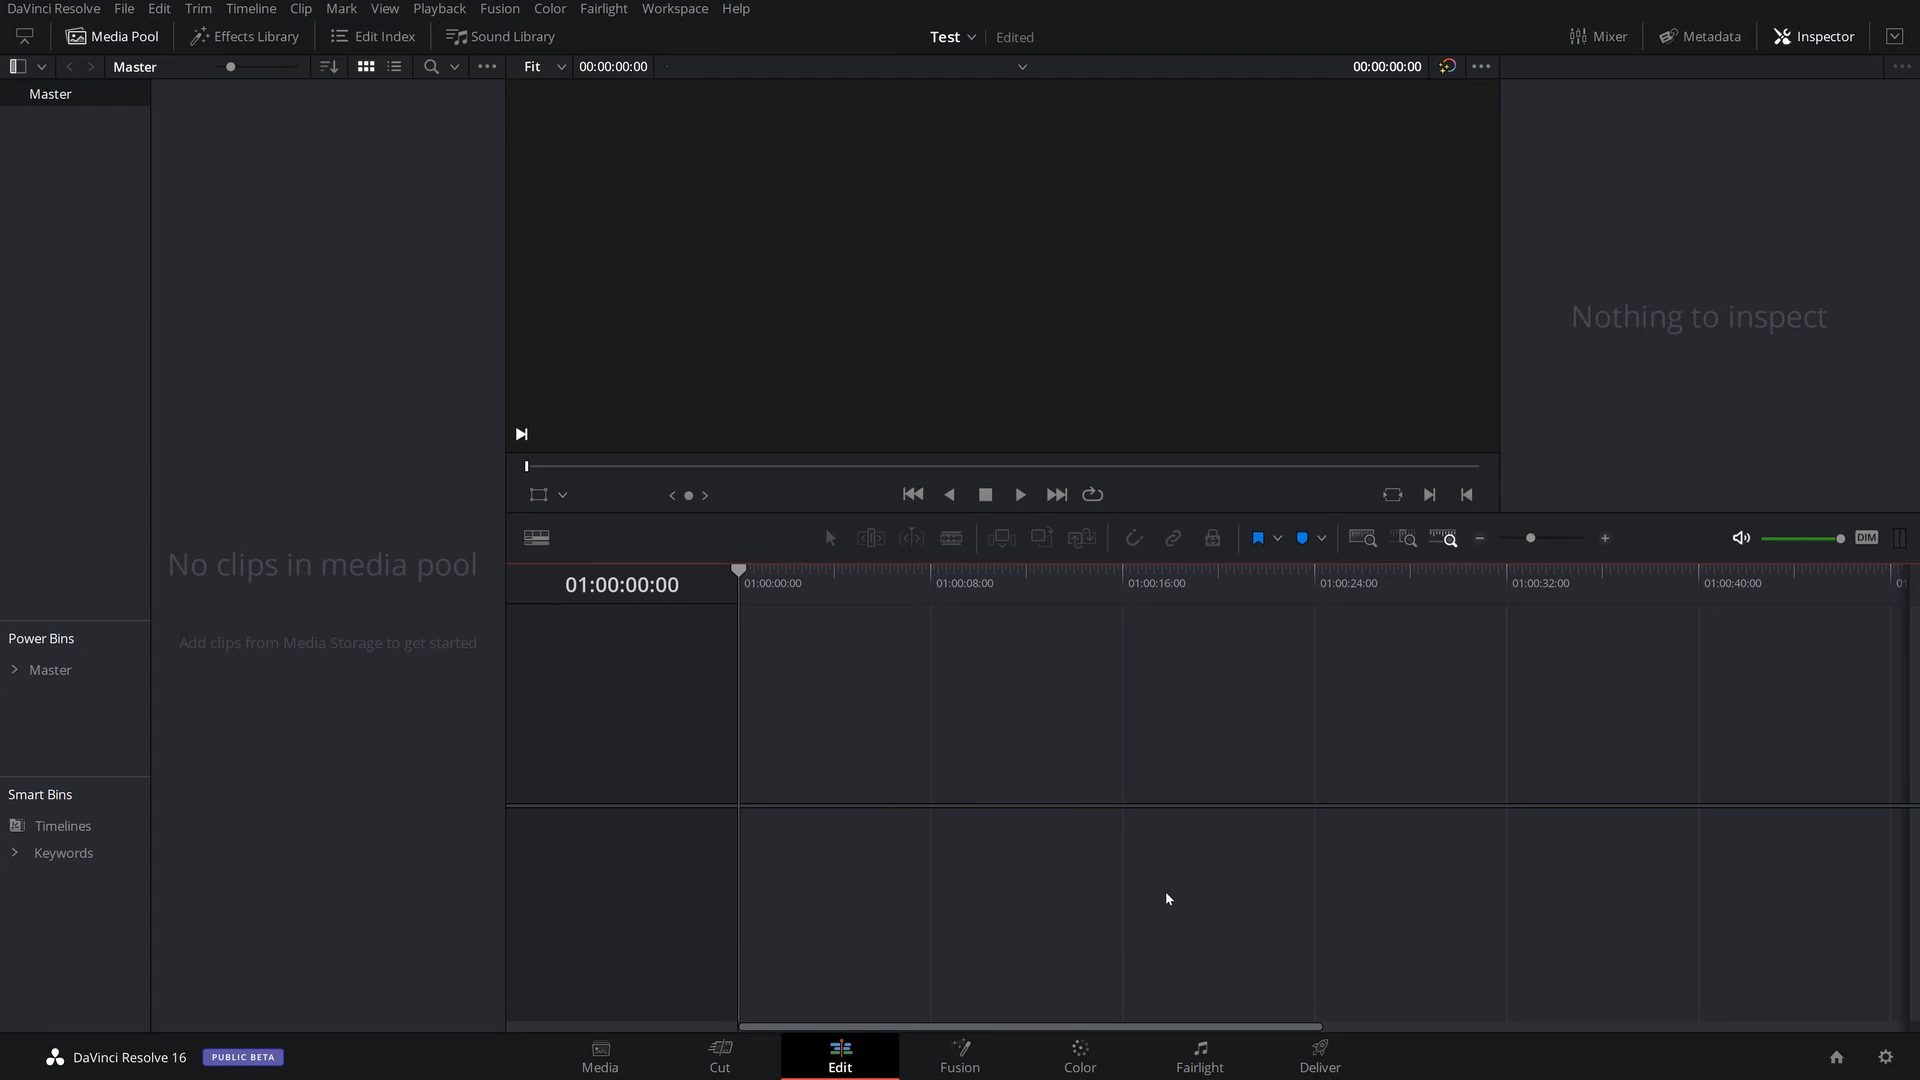 DaVinci Resolve File Edit Trim Timeline Clip Mark View Playback Fusion Color Fairlight Workspace Help
Media Pool Effects Library Edit Index Sound Library Test Edited Mixer Metadata Inspector
Master Fit 00:00:00:00 00:00:00:00
Master
Nothing to inspect
No clips in media pool
Add clips from Media Storage to get started
DIM
01:00:00:00 01:00:00:00 01:00:08:00 01:00:16:00 01:00:24:00 01:00:32:00 01:00:40:00 01
Power Bins
Master
Smart Bins
Timelines
Keywords
DaVinci Resolve 16 PUBLIC BETA Media Cut Edit Fusion Color Fairlight Deliver